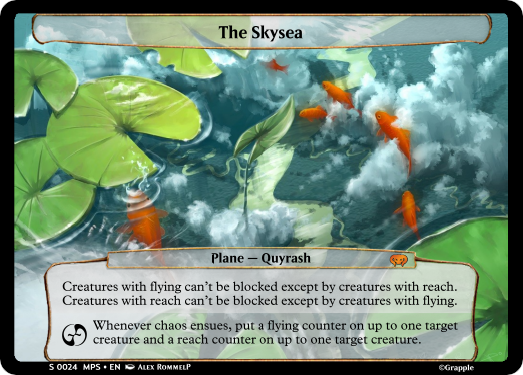 The Skysea
Plane — Quyrash
Creatures with flying can't be blocked except by creatures with reach.
Creatures with reach can't be blocked except by creatures with flying.
Whenever chaos ensues, put a flying counter on up to one target
creature and a reach counter on up to one target creature.
S 0024 MPS • EN Alex RommelP
©Grapple